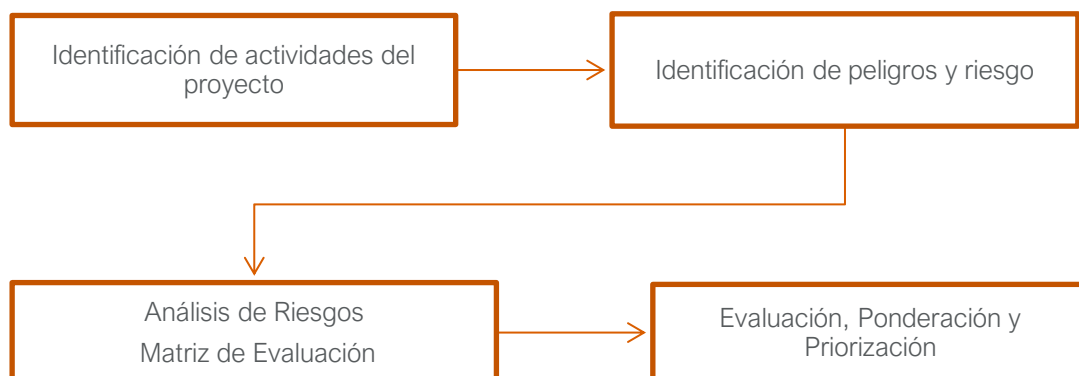 Identificación de actividades del
proyecto
Identificación de peligros y riesgo
Análisis de Riesgos
Matriz de Evaluación
Evaluación, Ponderación y
Priorización